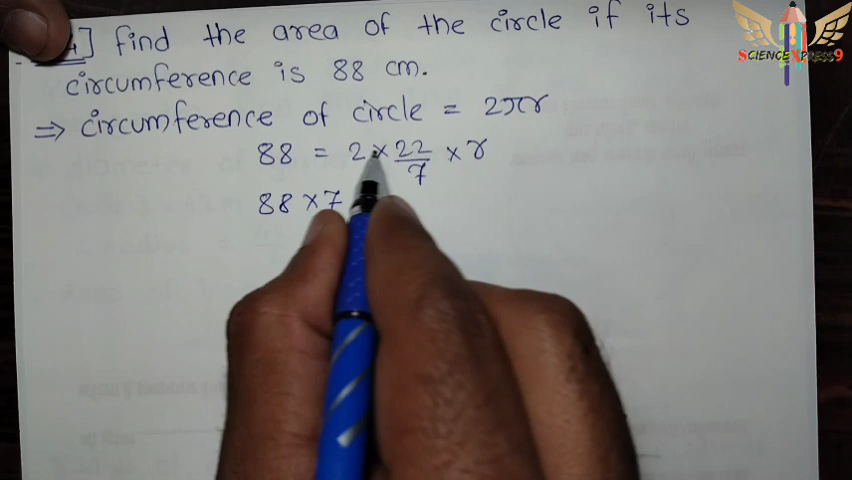 ] find the area of the circle if its
circumference is 88 cm.
⇒ circumference of circle = 2πr
88 = 2 × 22/7 × r
88 × 7
SCIENCEXPRESS9